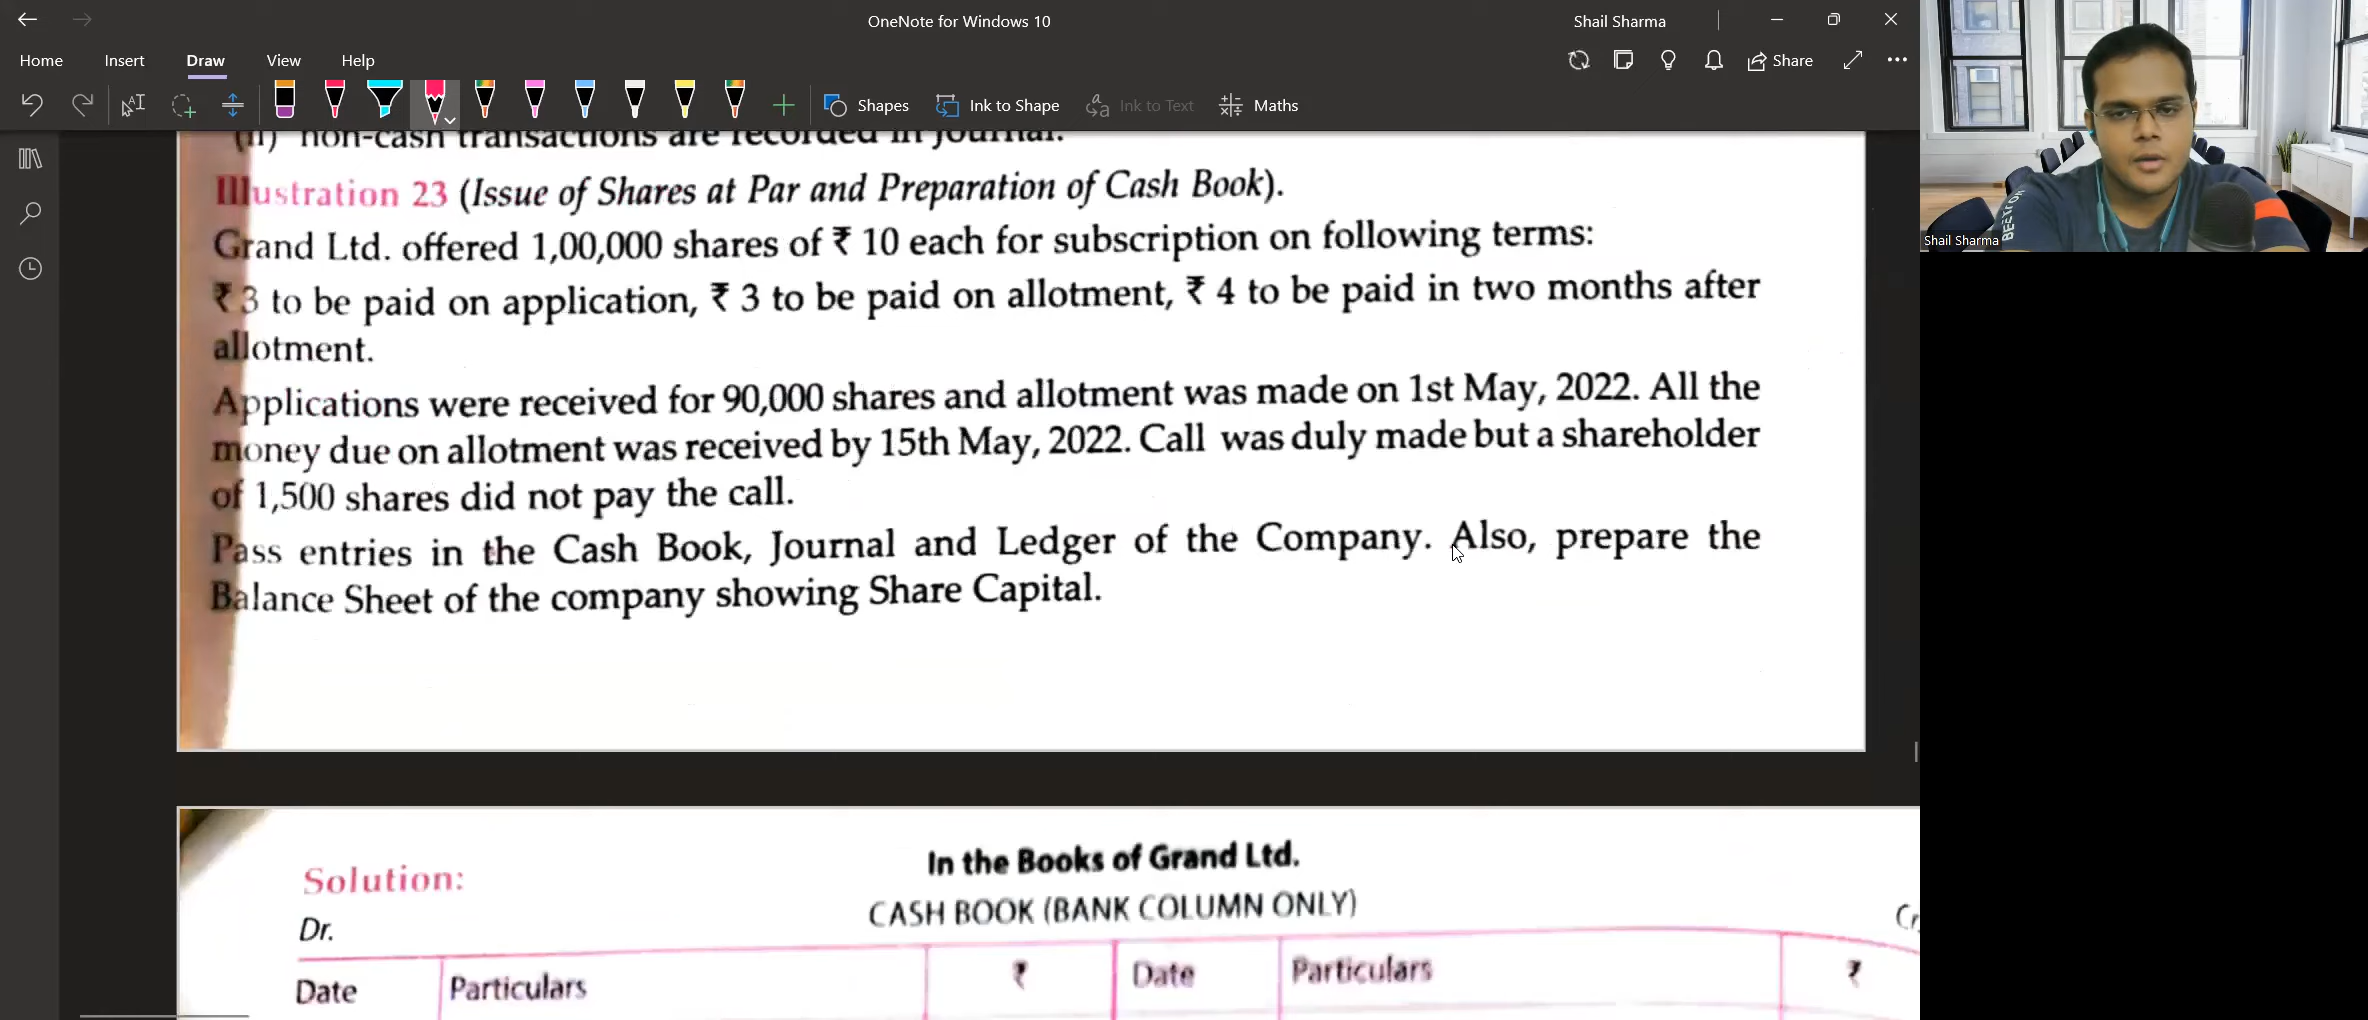 OneNote for Windows 10
Shail Sharma
Home
Insert
Draw
View
Help
Share
Shapes
Ink to Shape
Ink to Text
Maths
(ii) non-cash transactions are recorded in Journal.
Illustration 23 (Issue of Shares at Par and Preparation of Cash Book).
Grand Ltd. offered 1,00,000 shares of ₹ 10 each for subscription on following terms:
₹ 3 to be paid on application, ₹ 3 to be paid on allotment, ₹ 4 to be paid in two months after
allotment.
Applications were received for 90,000 shares and allotment was made on 1st May, 2022. All the
money due on allotment was received by 15th May, 2022. Call was duly made but a shareholder
of 1,500 shares did not pay the call.
Pass entries in the Cash Book, Journal and Ledger of the Company. Also, prepare the
Balance Sheet of the company showing Share Capital.
Solution:
In the Books of Grand Ltd.
CASH BOOK (BANK COLUMN ONLY)
Dr.
Date Particulars ₹ Date Particulars ₹
Shail Sharma